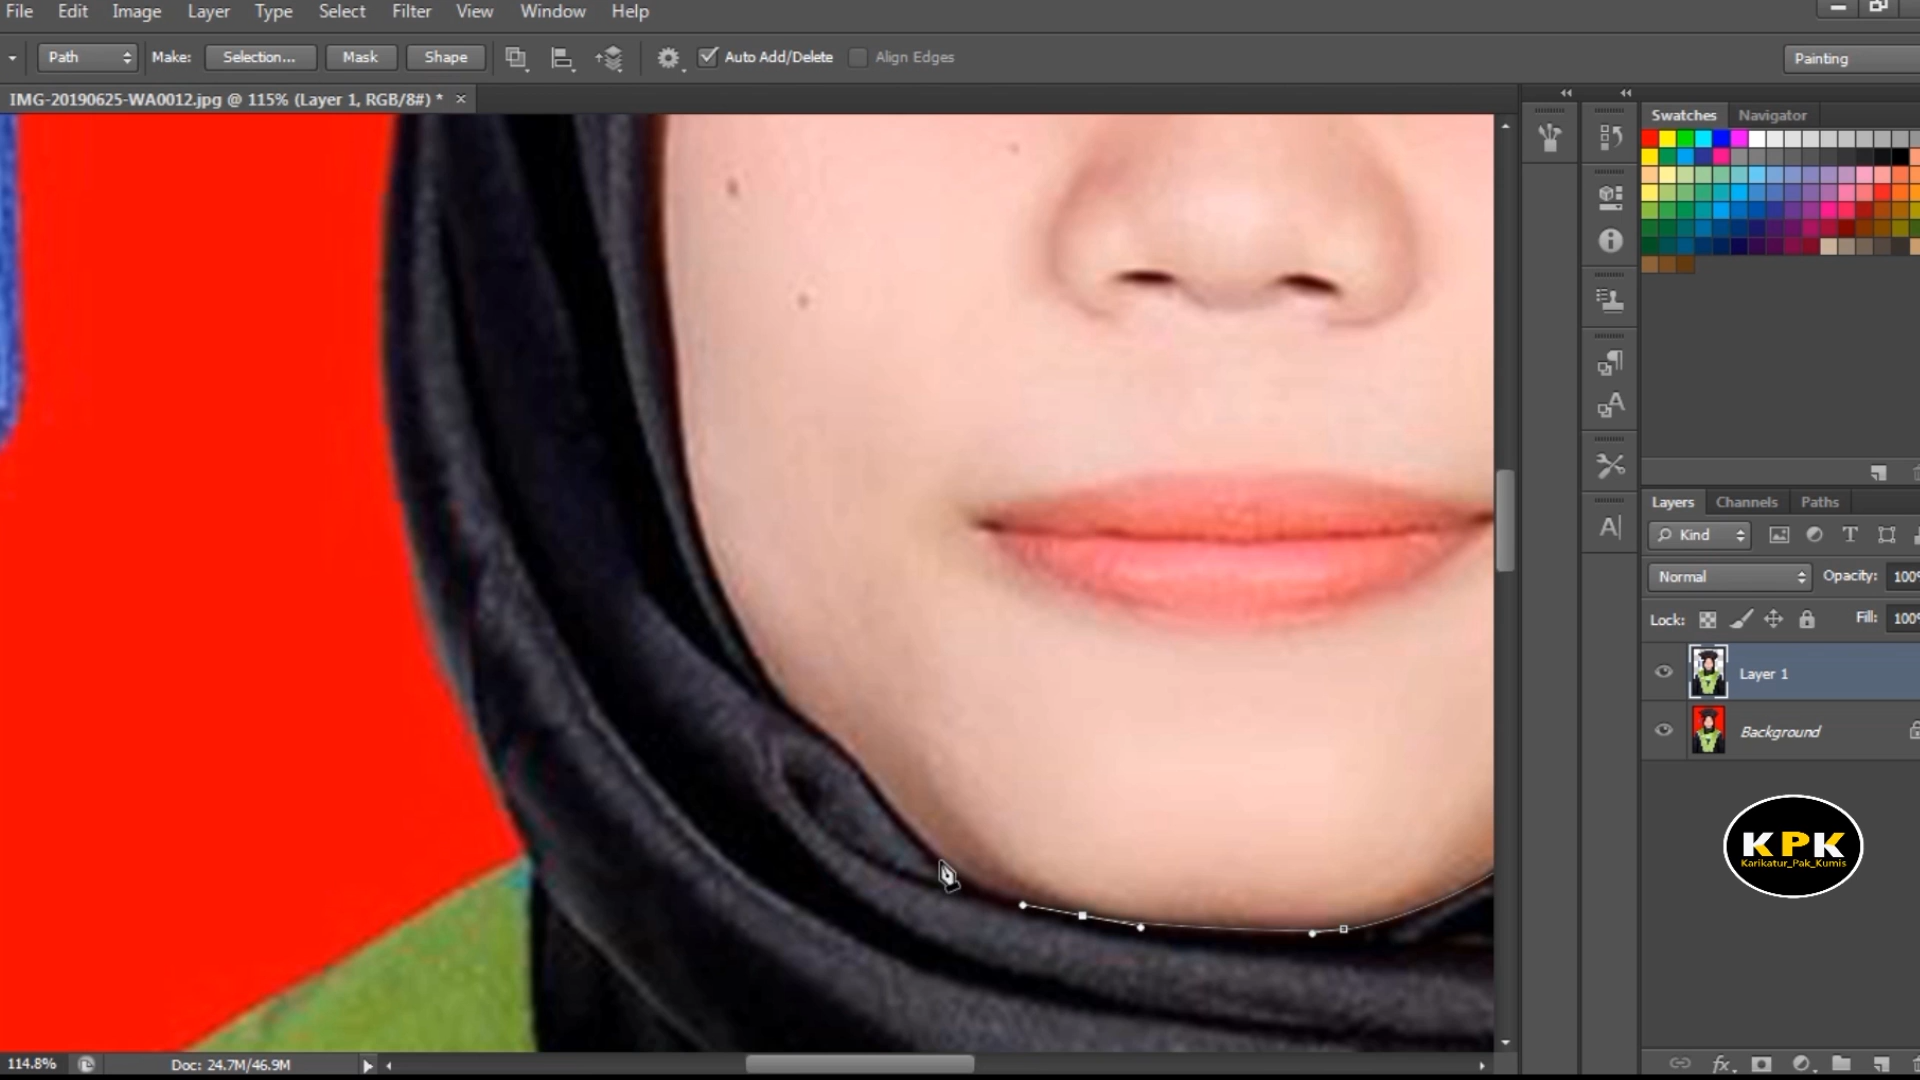 File Edit Image Layer Type Select Filter View Window Help
Path Make: Selection... Mask Shape Auto Add/Delete Align Edges Painting
IMG-20190625-WA0012.jpg @ 115% (Layer 1, RGB/8#) * ×
Swatches Navigator
Layers Channels Paths
Kind
Normal Opacity: 100%
Lock: Fill: 100%
Layer 1
Background
KPK
Karikatur_Pak_Kumis
114.8% Doc: 24.7M/46.9M